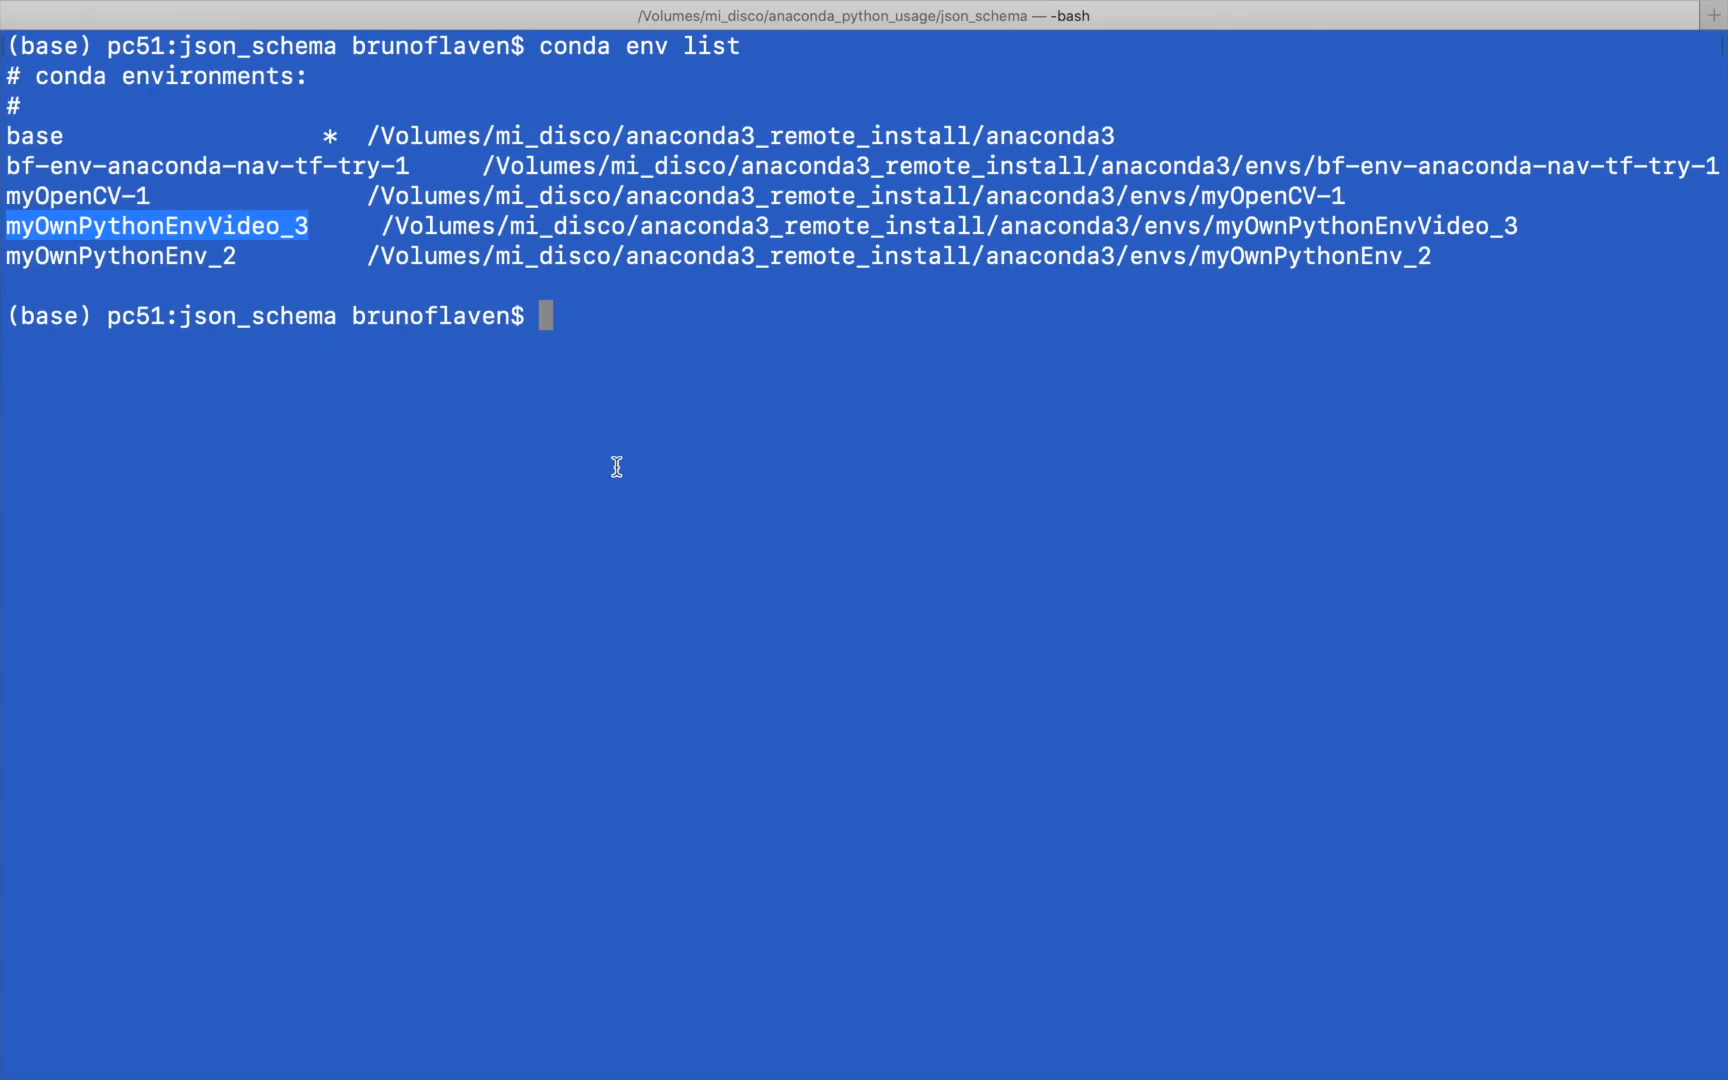 /Volumes/mi_disco/anaconda_python_usage/json_schema — -bash
+
(base) pc51:json_schema brunoflaven$ conda env list
# conda environments:
#
base                  *  /Volumes/mi_disco/anaconda3_remote_install/anaconda3
bf-env-anaconda-nav-tf-try-1     /Volumes/mi_disco/anaconda3_remote_install/anaconda3/envs/bf-env-anaconda-nav-tf-try-1
myOpenCV-1               /Volumes/mi_disco/anaconda3_remote_install/anaconda3/envs/myOpenCV-1
myOwnPythonEnvVideo_3     /Volumes/mi_disco/anaconda3_remote_install/anaconda3/envs/myOwnPythonEnvVideo_3
myOwnPythonEnv_2         /Volumes/mi_disco/anaconda3_remote_install/anaconda3/envs/myOwnPythonEnv_2
(base) pc51:json_schema brunoflaven$